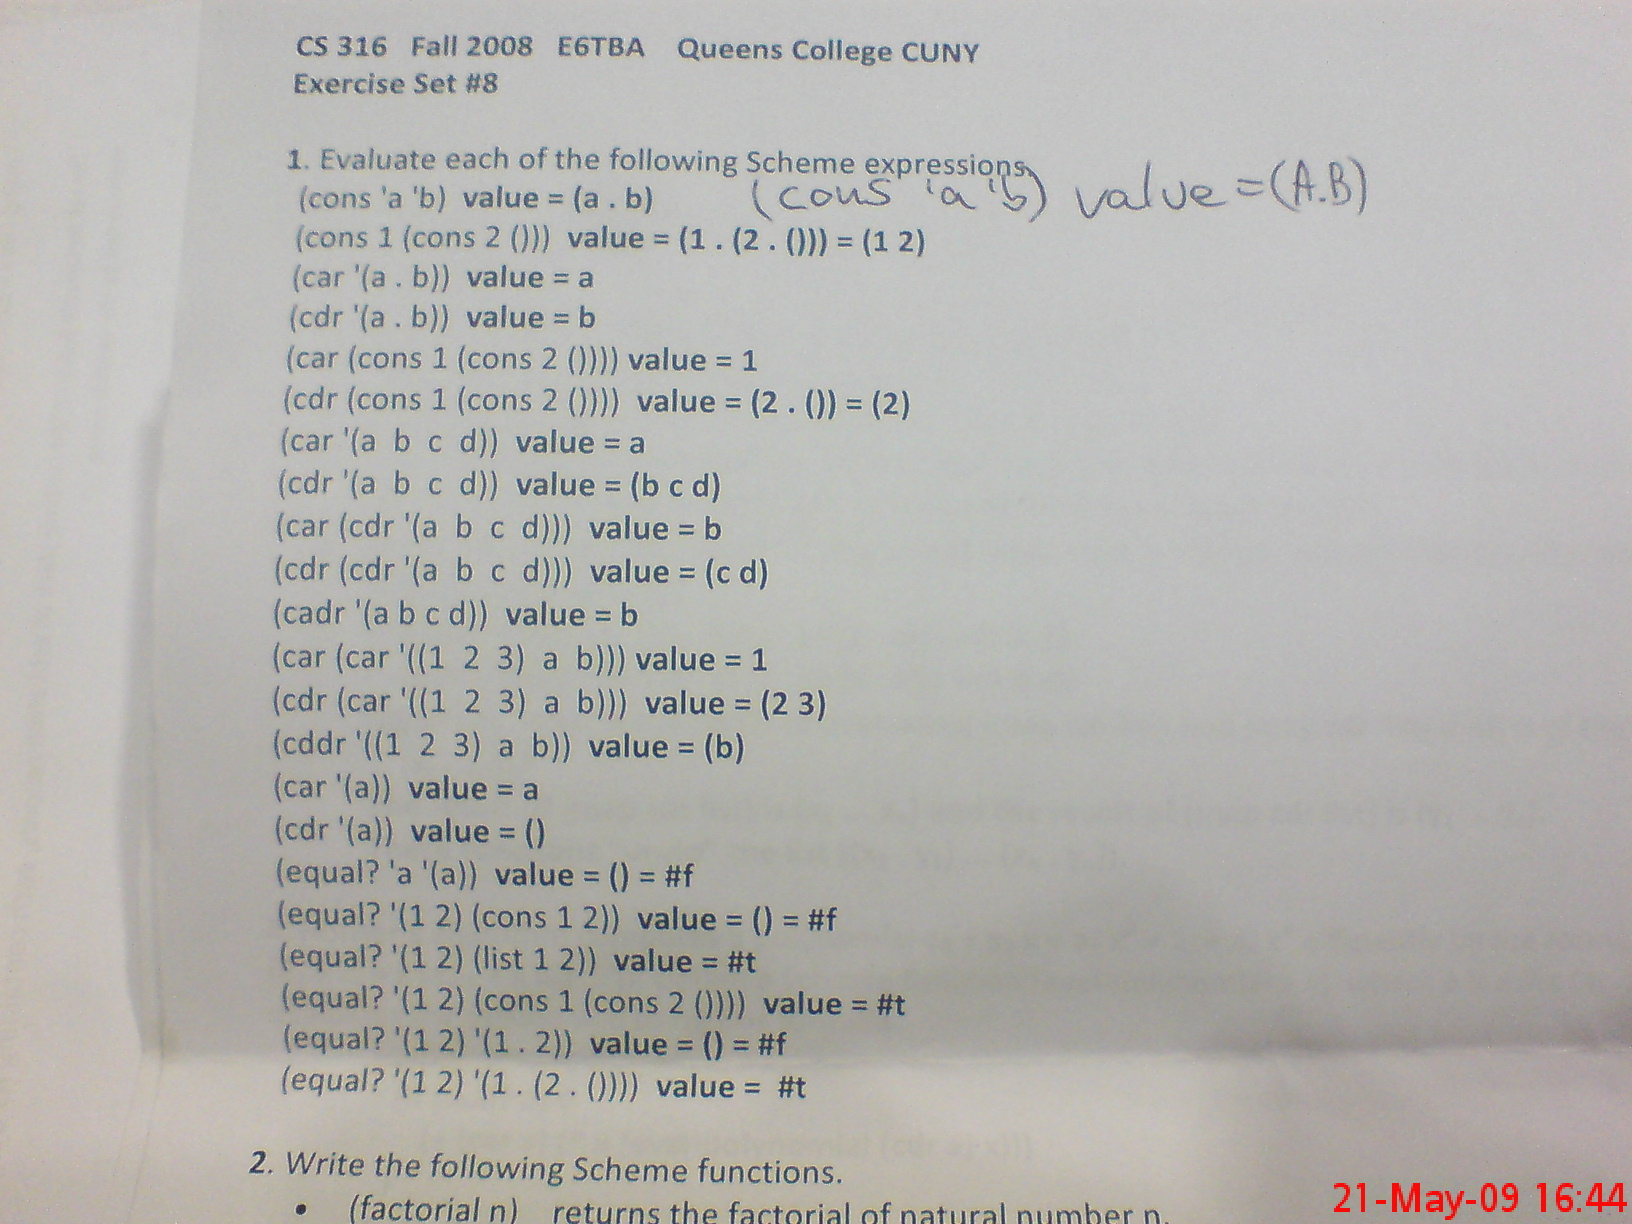 CS 316 Fall 2008 E6TBA Queens College CUNY
Exercise Set #8
1. Evaluate each of the following Scheme expressions
(cons 'a 'b) value = (a . b) (cons 'a 'b) value = (A.B)
(cons 1 (cons 2 ())) value = (1 . (2 . ())) = (1 2)
(car '(a . b)) value = a
(cdr '(a . b)) value = b
(car (cons 1 (cons 2 ()))) value = 1
(cdr (cons 1 (cons 2 ()))) value = (2 . ()) = (2)
(car '(a b c d)) value = a
(cdr '(a b c d)) value = (b c d)
(car (cdr '(a b c d))) value = b
(cdr (cdr '(a b c d))) value = (c d)
(cadr '(a b c d)) value = b
(car (car '((1 2 3) a b))) value = 1
(cdr (car '((1 2 3) a b))) value = (2 3)
(cddr '((1 2 3) a b)) value = (b)
(car '(a)) value = a
(cdr '(a)) value = ()
(equal? 'a '(a)) value = () = #f
(equal? '(1 2) (cons 1 2)) value = () = #f
(equal? '(1 2) (list 1 2)) value = #t
(equal? '(1 2) (cons 1 (cons 2 ()))) value = #t
(equal? '(1 2) '(1 . 2)) value = () = #f
(equal? '(1 2) '(1 . (2 . ()))) value = #t
2. Write the following Scheme functions.
• (factorial n) returns the factorial of natural number n.
21-May-09 16:44